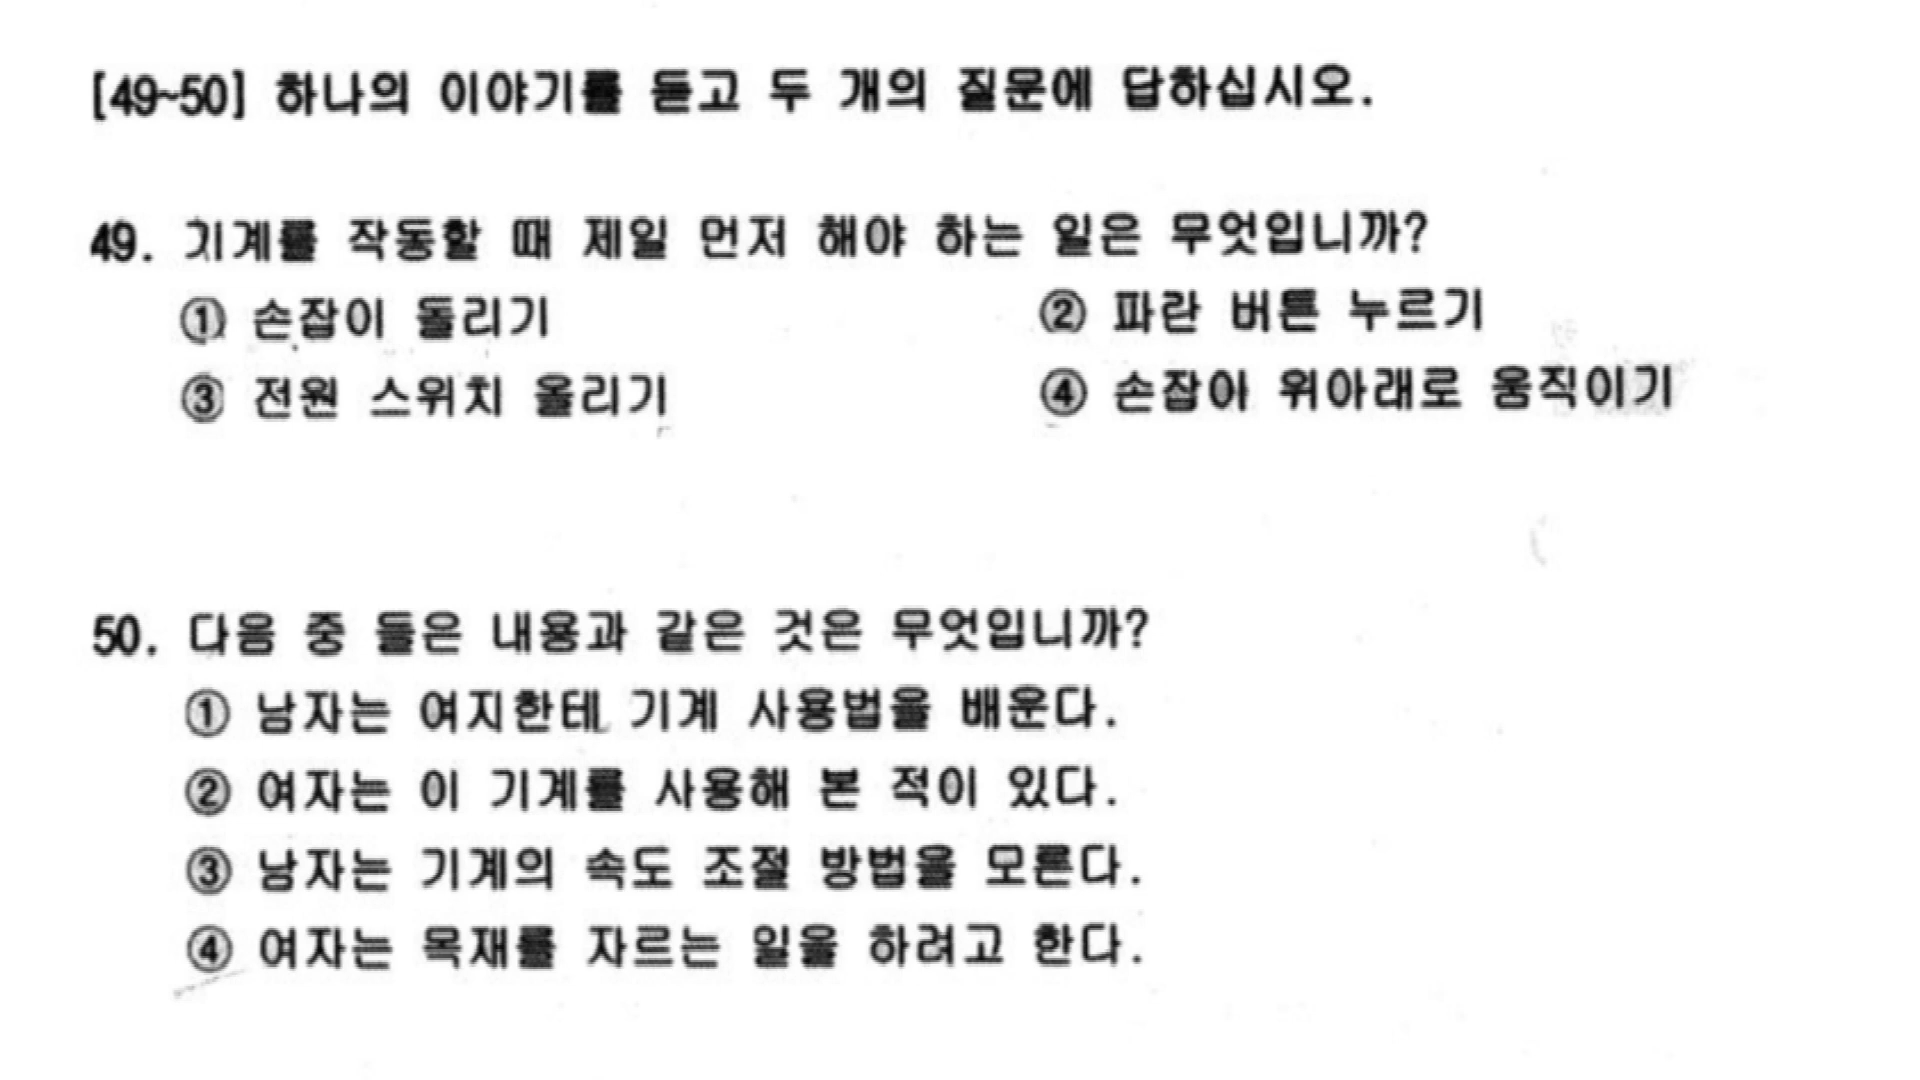 [49~50] 하나의 이야기를 듣고 두 개의 질문에 답하십시오.
49. 기계를 작동할 때 제일 먼저 해야 하는 일은 무엇입니까?
① 손잡이 돌리기 ② 파란 버튼 누르기
③ 전원 스위치 올리기 ④ 손잡아 위아래로 움직이기
50. 다음 중 들은 내용과 같은 것은 무엇입니까?
① 남자는 여지한테 기계 사용법을 배운다.
② 여자는 이 기계를 사용해 본 적이 있다.
③ 남자는 기계의 속도 조절 방법을 모른다.
④ 여자는 목재를 자르는 일을 하려고 한다.